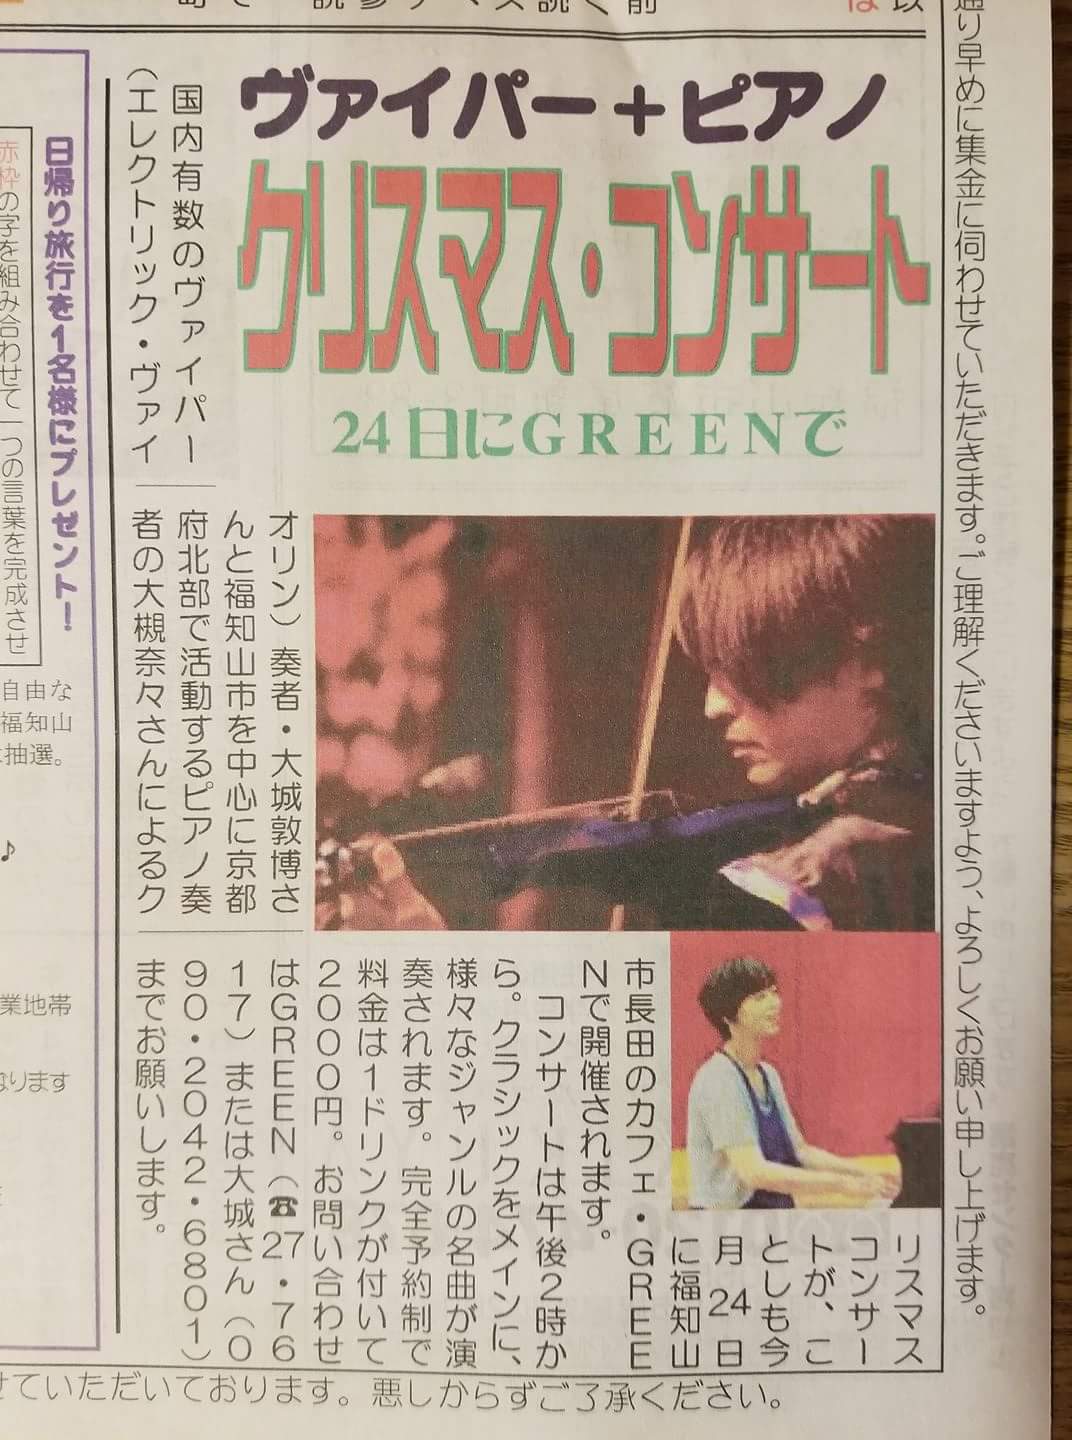 ヴァイパー+ピアノ
クリスマス・コンサート
24日にGREENで
国内有数のヴァイパー
(エレクトリック・ヴァイ
オリン)奏者・大城敦博さ
んと福知山市を中心に京都
府北部で活動するピアノ奏
者の大槻奈々さんによるク
リスマス
コンサー
トが、こ
としも今
月24日
に福知山
市長田のカフェ・GREE
Nで開催されます。
コンサートは午後2時か
ら。クラシックをメインに、
様々なジャンルの名曲が演
奏されます。完全予約制で
料金は1ドリンクが付いて
2000円。お問い合わせ
はGREEN(☎27・76
17)または大城さん(0
90・2042・6801)
までお願いします。
通り早めに集金に伺わせていただきます。ご理解くださいますよう、よろしくお願い申し上げます。
日帰り旅行を1名様にプレゼント!
赤枠の字を組み合わせて一つの言葉を完成させ
自由な
福知山
抽選。
♪
業地帯
なります
せていただいております。悪しからずご了承ください。